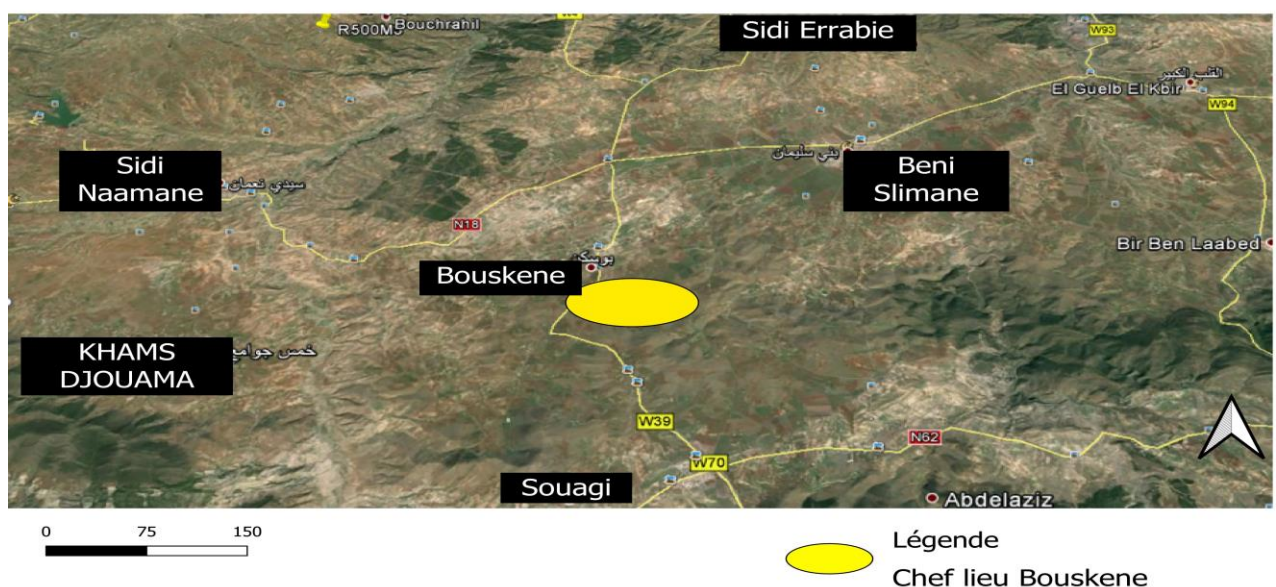 R500M3
Bouchrahil
W93
Sidi Errabie
القلب الكبير
El Guelb El Kbir
W94
بني سليمان
Beni
Slimane
Sidi
Naamane
سيدي نعمان
N18
Bir Ben Laabed
Bouskene
KHAMS
DJOUAMA
خمس جوامع
W39
N62
W70
Souagi
Abdelaziz
0 75 150
Légende
Chef lieu Bouskene